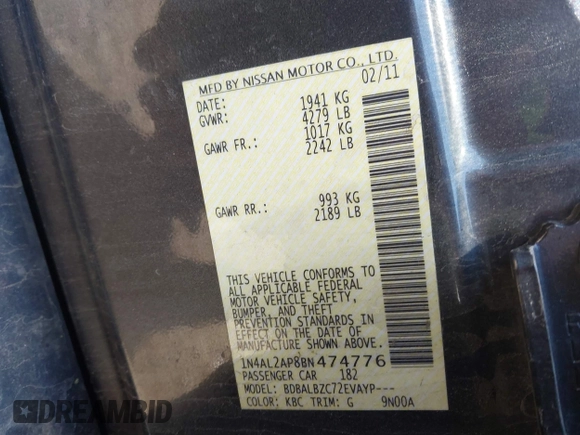 MFD BY NISSAN MOTOR CO., LTD.
DATE: 02/11
GVWR: 1941 KG
4279 LB
GAWR FR.: 1017 KG
2242 LB
GAWR RR.: 993 KG
2189 LB
THIS VEHICLE CONFORMS TO
ALL APPLICABLE FEDERAL
MOTOR VEHICLE SAFETY,
BUMPER, AND THEFT
PREVENTION STANDARDS IN
EFFECT ON THE DATE OF
MANUFACTURE SHOWN ABOVE.
1N4AL2AP8BN474776
PASSENGER CAR 182
MODEL: BDBALBZC72EVAYP---
COLOR: KBC TRIM: G 9N00A
DREAMBID